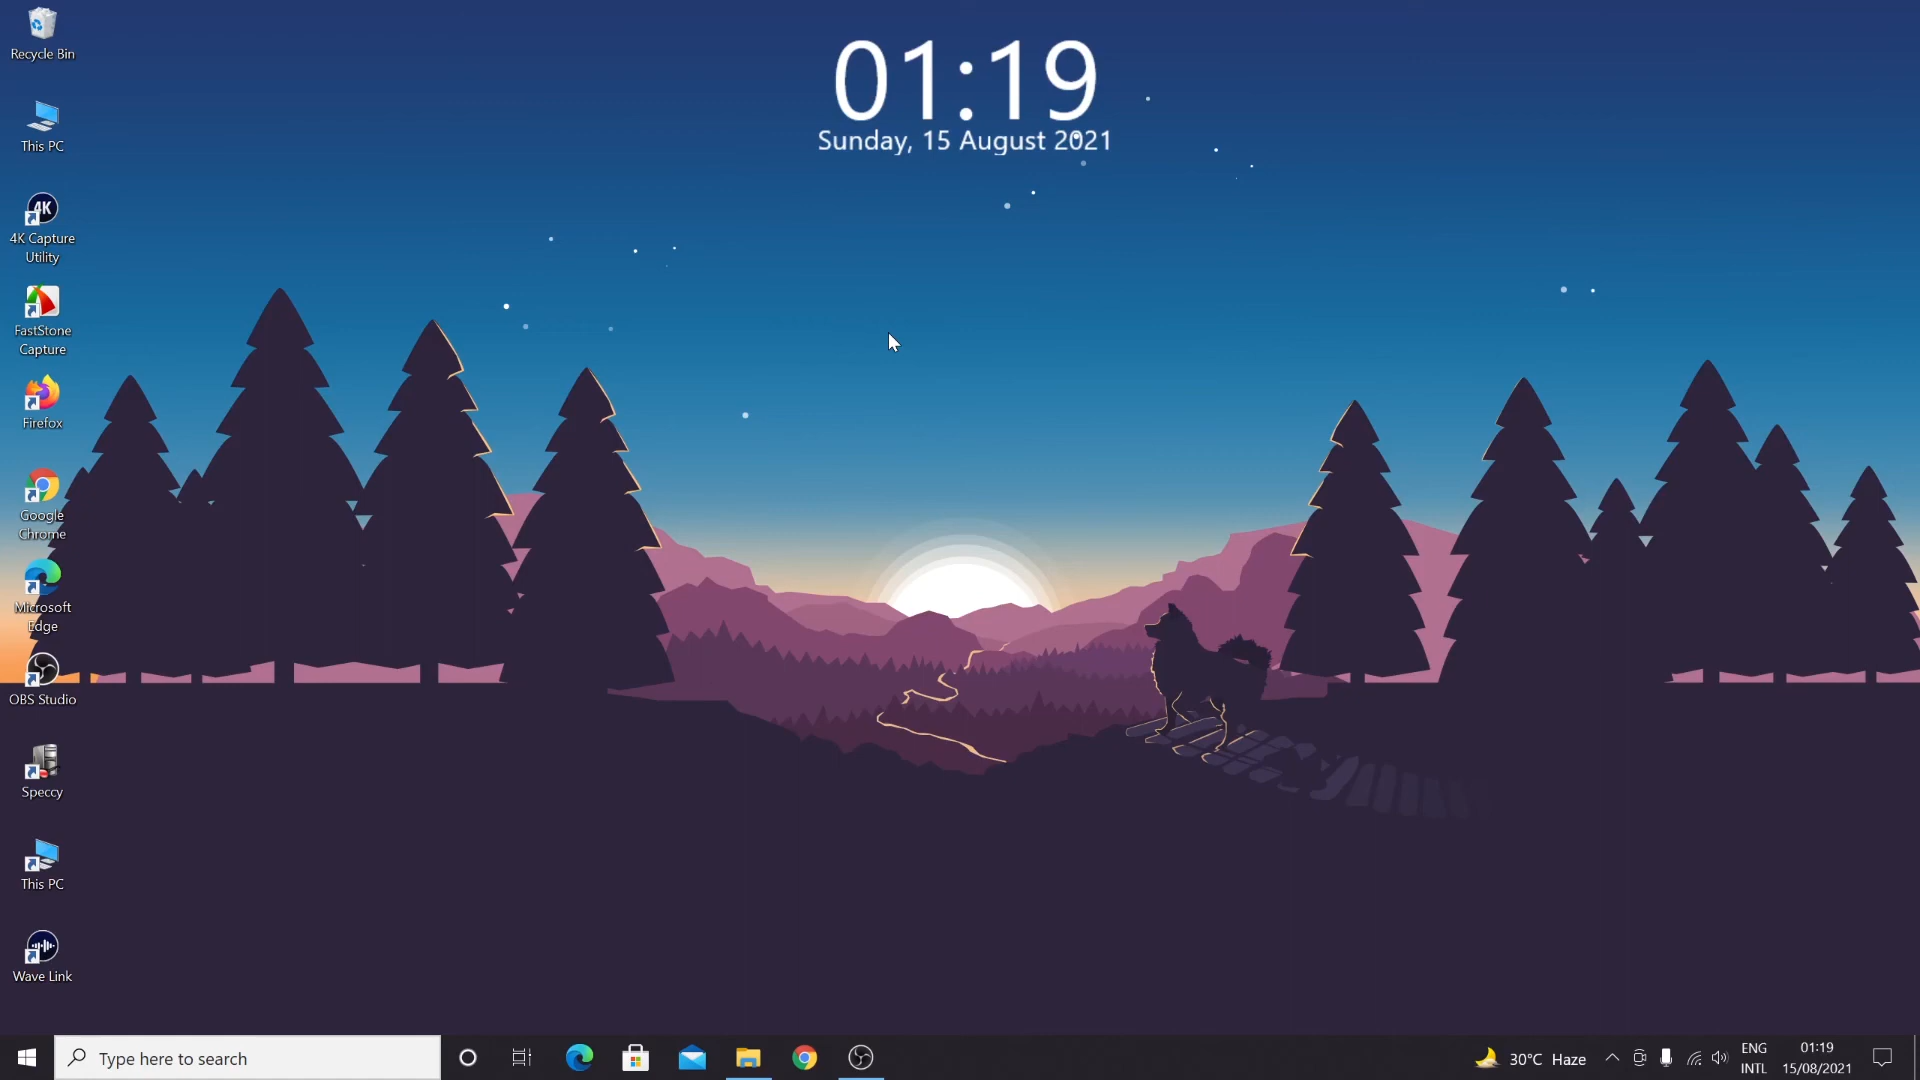 01:19
Sunday, 15 August 2021
Recycle Bin
This PC
4K
4K Capture
Utility
FastStone
Capture
Firefox
Google
Chrome
Microsoft
Edge
OBS Studio
Speccy
This PC
Wave Link
Type here to search
30°C Haze
ENG
INTL
01:19
15/08/2021